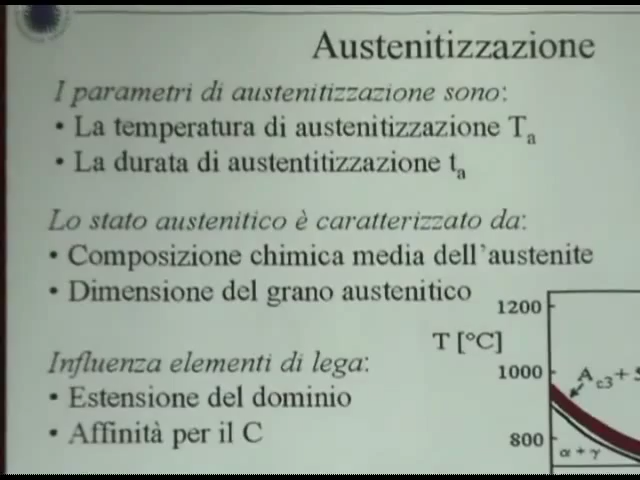 Austenitizzazione
I parametri di austenitizzazione sono:
• La temperatura di austenitizzazione Ta
• La durata di austentitizzazione ta
Lo stato austenitico è caratterizzato da:
• Composizione chimica media dell'austenite
• Dimensione del grano austenitico
Influenza elementi di lega:
• Estensione del dominio
• Affinità per il C
1200
T [°C]
1000
Ac3 + 5
800
α + γ